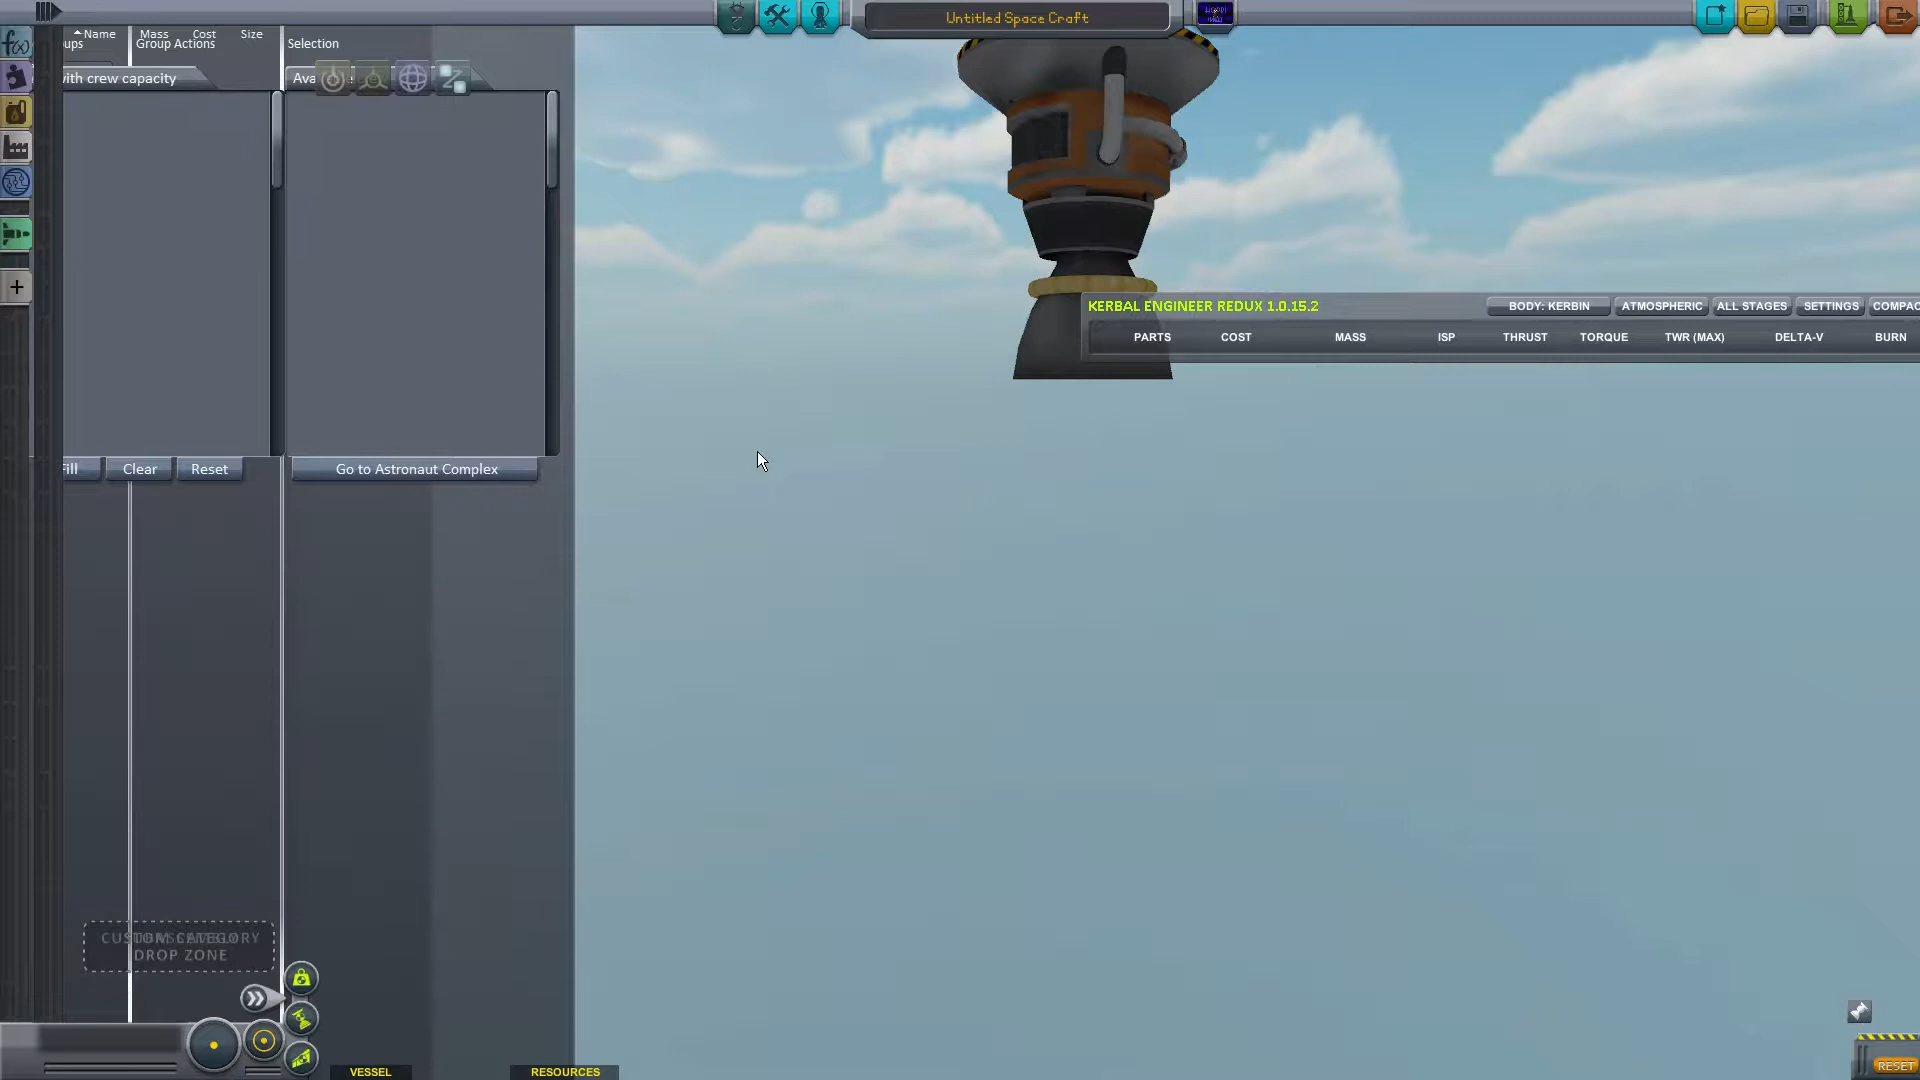 Untitled Space Craft
Name Mass Cost Size
ups Group Actions Selection
ith crew capacity Ava
KERBAL ENGINEER REDUX 1.0.15.2 BODY: KERBIN ATMOSPHERIC ALL STAGES SETTINGS COMPAC
PARTS COST MASS ISP THRUST TORQUE TWR (MAX) DELTA-V BURN
Fill Clear Reset Go to Astronaut Complex
CUSTOM CATEGORY
DROP ZONE
VESSEL RESOURCES
RESET